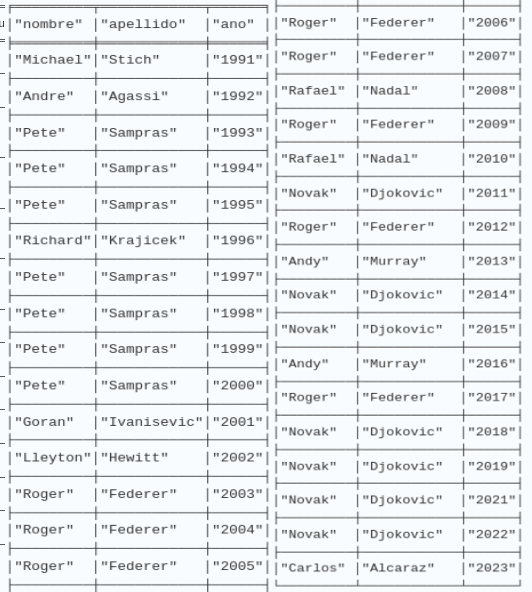 "nombre" "apellido" "ano"
"Michael" "Stich" "1991"
"Andre" "Agassi" "1992"
"Pete" "Sampras" "1993"
"Pete" "Sampras" "1994"
"Pete" "Sampras" "1995"
"Richard" "Krajicek" "1996"
"Pete" "Sampras" "1997"
"Pete" "Sampras" "1998"
"Pete" "Sampras" "1999"
"Pete" "Sampras" "2000"
"Goran" "Ivanisevic" "2001"
"Lleyton" "Hewitt" "2002"
"Roger" "Federer" "2003"
"Roger" "Federer" "2004"
"Roger" "Federer" "2005"
"Roger" "Federer" "2006"
"Roger" "Federer" "2007"
"Rafael" "Nadal" "2008"
"Roger" "Federer" "2009"
"Rafael" "Nadal" "2010"
"Novak" "Djokovic" "2011"
"Roger" "Federer" "2012"
"Andy" "Murray" "2013"
"Novak" "Djokovic" "2014"
"Novak" "Djokovic" "2015"
"Andy" "Murray" "2016"
"Roger" "Federer" "2017"
"Novak" "Djokovic" "2018"
"Novak" "Djokovic" "2019"
"Novak" "Djokovic" "2021"
"Novak" "Djokovic" "2022"
"Carlos" "Alcaraz" "2023"